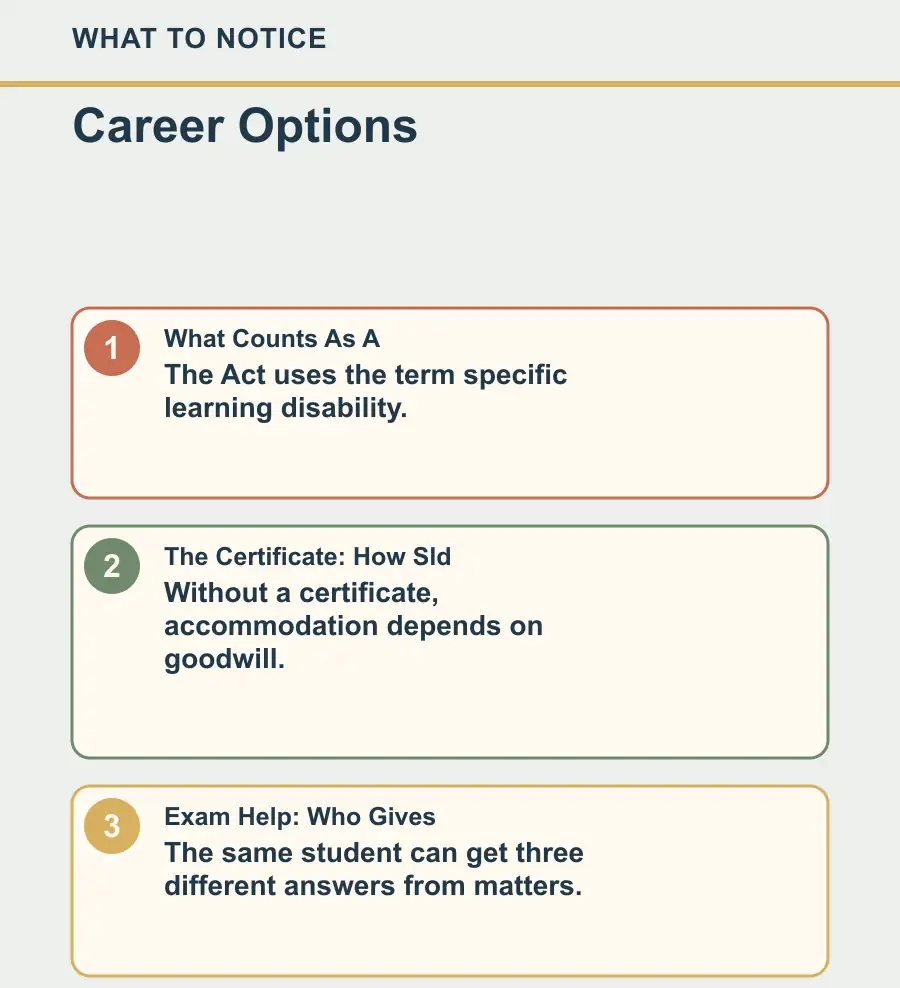 WHAT TO NOTICE
Career Options
1
What Counts As A
The Act uses the term specific
learning disability.
2
The Certificate: How Sld
Without a certificate,
accommodation depends on
goodwill.
3
Exam Help: Who Gives
The same student can get three
different answers from matters.